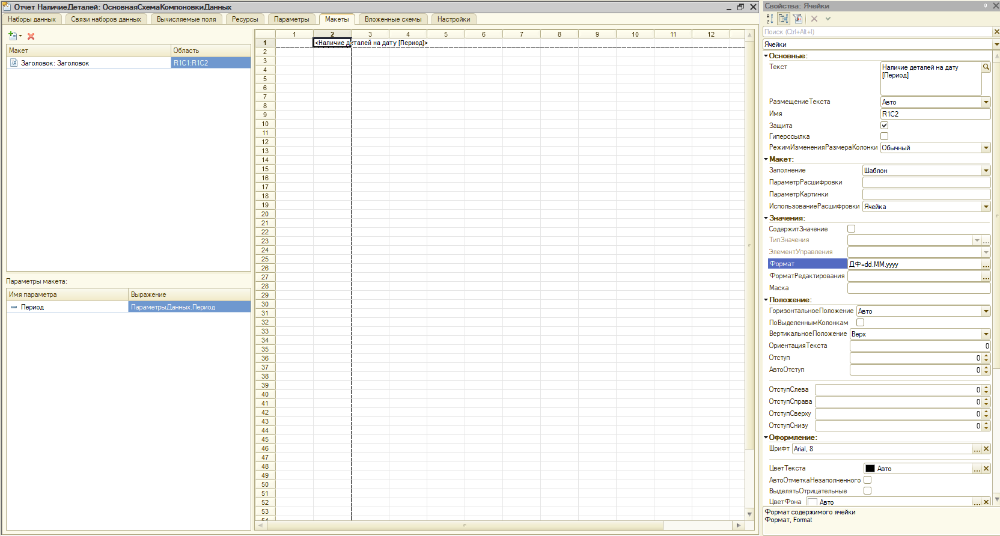 Отчет НаличиеДеталей: ОсновнаяСхемаКомпоновкиДанных
Наборы данных
Связи наборов данных
Вычисляемые поля
Ресурсы
Параметры
Макеты
Вложенные схемы
Настройки
Макет
Область
Заголовок: Заголовок
R1C1:R1C2
Параметры макета:
Имя параметра
Выражение
Период
ПараметрыДанных.Период
1 2 3 4 5 6 7 8 9 10 11 12
1
<Наличие деталей на дату [Период]>
2
3
4
5
6
7
8
9
10
11
12
13
14
15
16
17
18
19
20
21
22
23
24
25
26
27
28
29
30
31
32
33
34
35
36
37
38
39
40
41
42
43
44
45
46
47
48
49
50
51
52
53
54
Свойства: Ячейки
Поиск (Ctrl+Alt+I)
Ячейки
Основные:
Текст
Наличие деталей на дату
[Период]
РазмещениеТекста
Авто
Имя
R1C2
Защита
Гиперссылка
РежимИзмененияРазмераКолонки
Обычный
Макет:
Заполнение
Шаблон
ПараметрРасшифровки
ПараметрКартинки
ИспользованиеРасшифровки
Ячейка
Значения:
СодержитЗначение
ТипЗначения
ЭлементУправления
Формат
ДФ=dd.MM.yyyy
ФорматРедактирования
Маска
Положение:
ГоризонтальноеПоложение
Авто
ПоВыделеннымКолонкам
ВертикальноеПоложение
Верх
ОриентацияТекста
0
Отступ
0
АвтоОтступ
0
ОтступСлева
0
ОтступСправа
0
ОтступСверху
0
ОтступСнизу
0
Оформление:
Шрифт
Arial, 8
ЦветТекста
Авто
АвтоОтметкаНезаполненного
ВыделятьОтрицательные
ЦветФона
Авто
Формат содержимого ячейки
Формат, Format